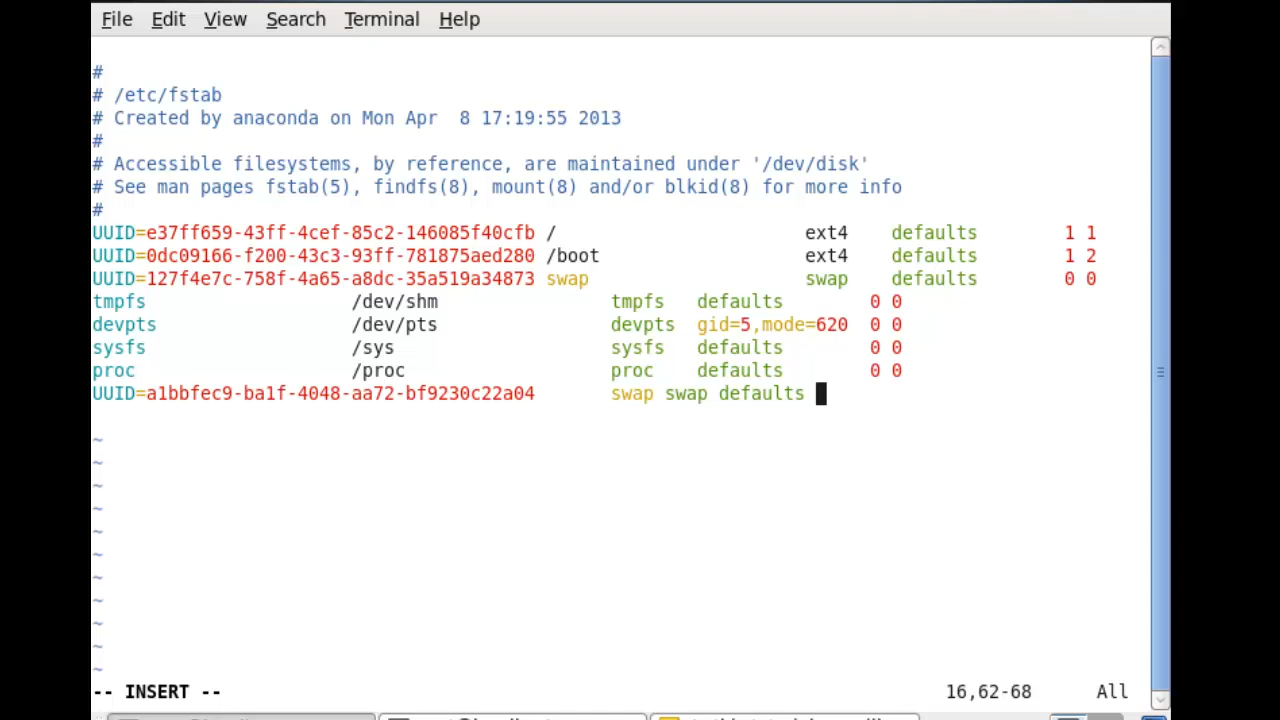 File Edit View Search Terminal Help
#
# /etc/fstab
# Created by anaconda on Mon Apr  8 17:19:55 2013
#
# Accessible filesystems, by reference, are maintained under '/dev/disk'
# See man pages fstab(5), findfs(8), mount(8) and/or blkid(8) for more info
#
UUID=e37ff659-43ff-4cef-85c2-146085f40cfb /                       ext4    defaults        1 1
UUID=0dc09166-f200-43c3-93ff-781875aed280 /boot                   ext4    defaults        1 2
UUID=127f4e7c-758f-4a65-a8dc-35a519a34873 swap                    swap    defaults        0 0
tmpfs                   /dev/shm                tmpfs   defaults        0 0
devpts                  /dev/pts                devpts  gid=5,mode=620  0 0
sysfs                   /sys                    sysfs   defaults        0 0
proc                    /proc                   proc    defaults        0 0
UUID=a1bbfec9-ba1f-4048-aa72-bf9230c22a04       swap swap defaults
~
~
~
~
~
~
~
~
~
~
~
-- INSERT -- 16,62-68 All